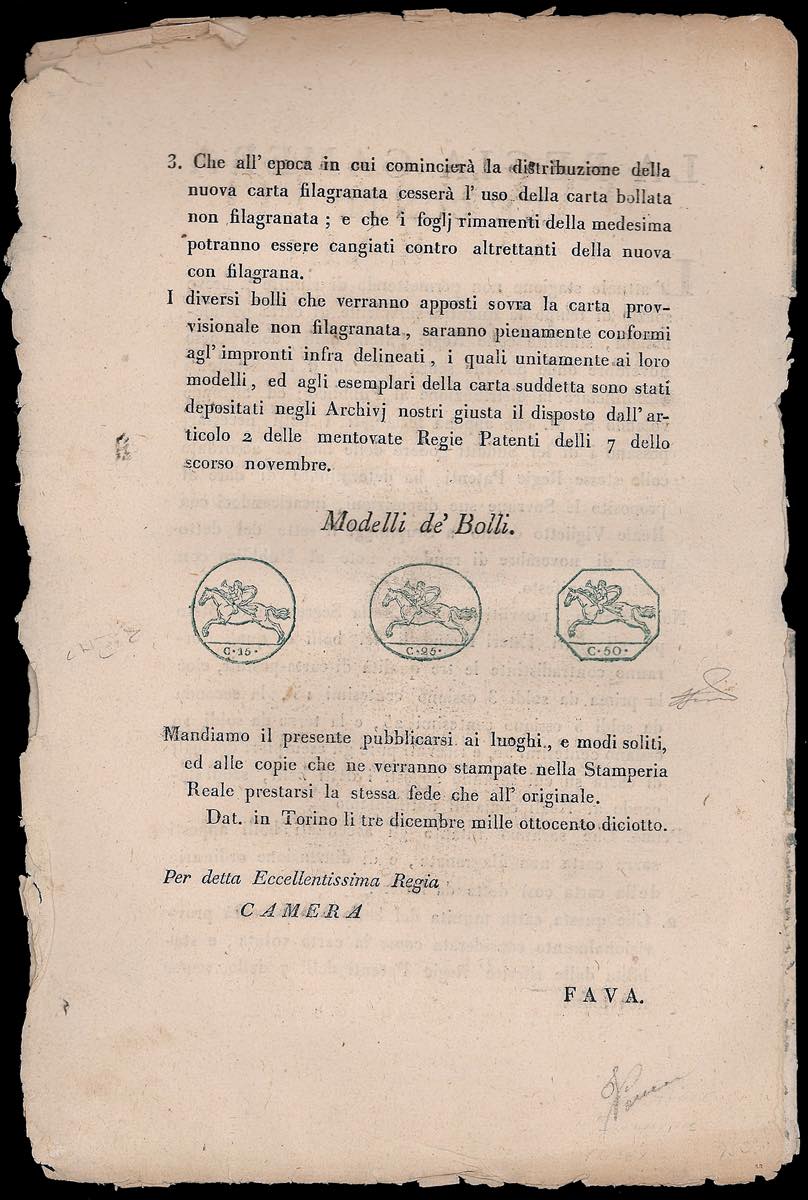 3. Che all' epoca in cui comincierà la distribuzione della
nuova carta filagranata cesserà l' uso della carta bollata
non filagranata ; e che i foglj rimanenti della medesima
potranno essere cangiati contro altrettanti della nuova
con filagrana.
I diversi bolli che verranno apposti sovra la carta prov-
visionale non filagranata, saranno pienamente conformi
agl' impronti infra delineati, i quali unitamente ai loro
modelli, ed agli esemplari della carta suddetta sono stati
depositati negli Archivj nostri giusta il disposto dall' ar-
ticolo 2 delle mentovate Regie Patenti delli 7 dello
scorso novembre.
Modelli de' Bolli.
C. 15. C. 25. C. 50.
Mandiamo il presente pubblicarsi ai luoghi, e modi soliti,
ed alle copie che ne verranno stampate nella Stamperia
Reale prestarsi la stessa fede che all' originale.
Dat. in Torino li tre dicembre mille ottocento diciotto.
Per detta Eccellentissima Regia
CAMERA
FAVA.